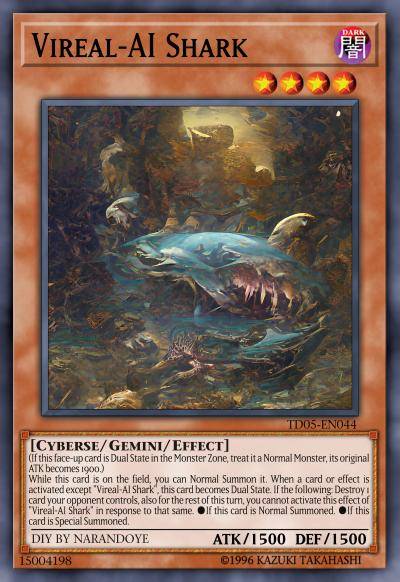 VIREAL-AI SHARK
DARK
闇
TD05-EN044
[CYBERSE/GEMINI/EFFECT]
(If this face-up card is Dual State in the Monster Zone, treat it a Normal Monster, its original
ATK becomes 1900.)
While this card is on the field, you can Normal Summon it. When a card or effect is
activated except "Vireal-AI Shark", this card becomes Dual State. If the following: Destroy 1
card your opponent controls, also for the rest of this turn, you cannot activate this effect of
"Vireal-AI Shark" in response to that same. ●If this card is Normal Summoned. ●If this
card is Special Summoned.
DIY BY NARANDOYE
ATK/1500 DEF/1500
15004198
©1996 KAZUKI TAKAHASHI